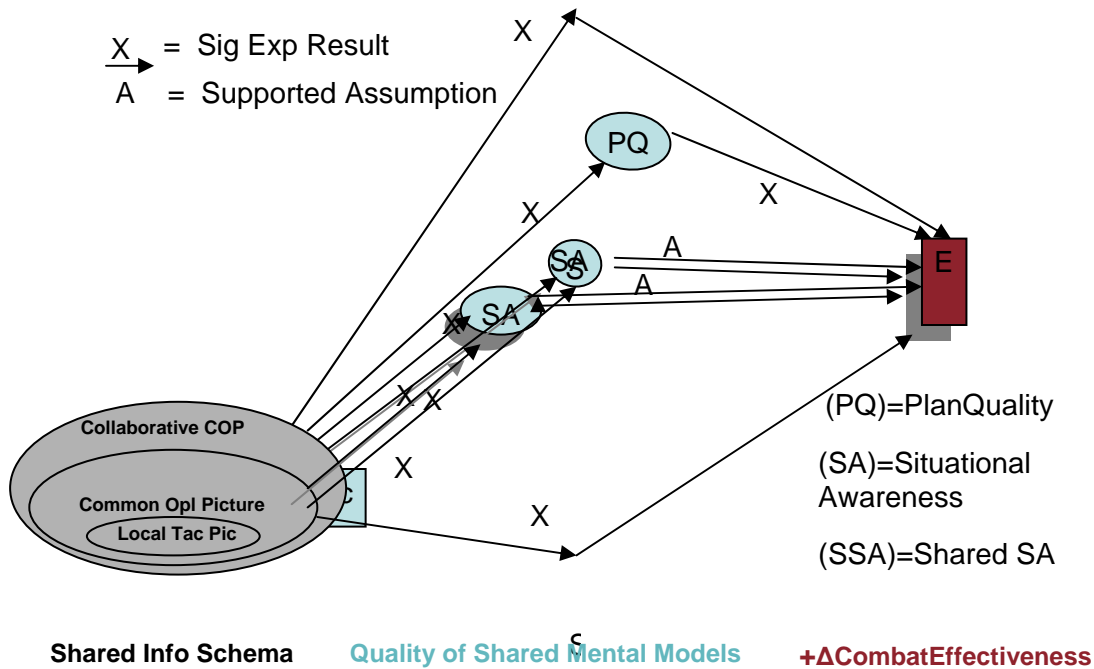 X = Sig Exp Result
A = Supported Assumption
X
PQ
X
X
SA
S
A
E
A
SA
X
X
X
X
X
Collaborative COP
Common Opl Picture
Local Tac Pic
c
(PQ)=PlanQuality
(SA)=Situational
Awareness
(SSA)=Shared SA
S
Shared Info Schema
Quality of Shared Mental Models
+ΔCombatEffectiveness